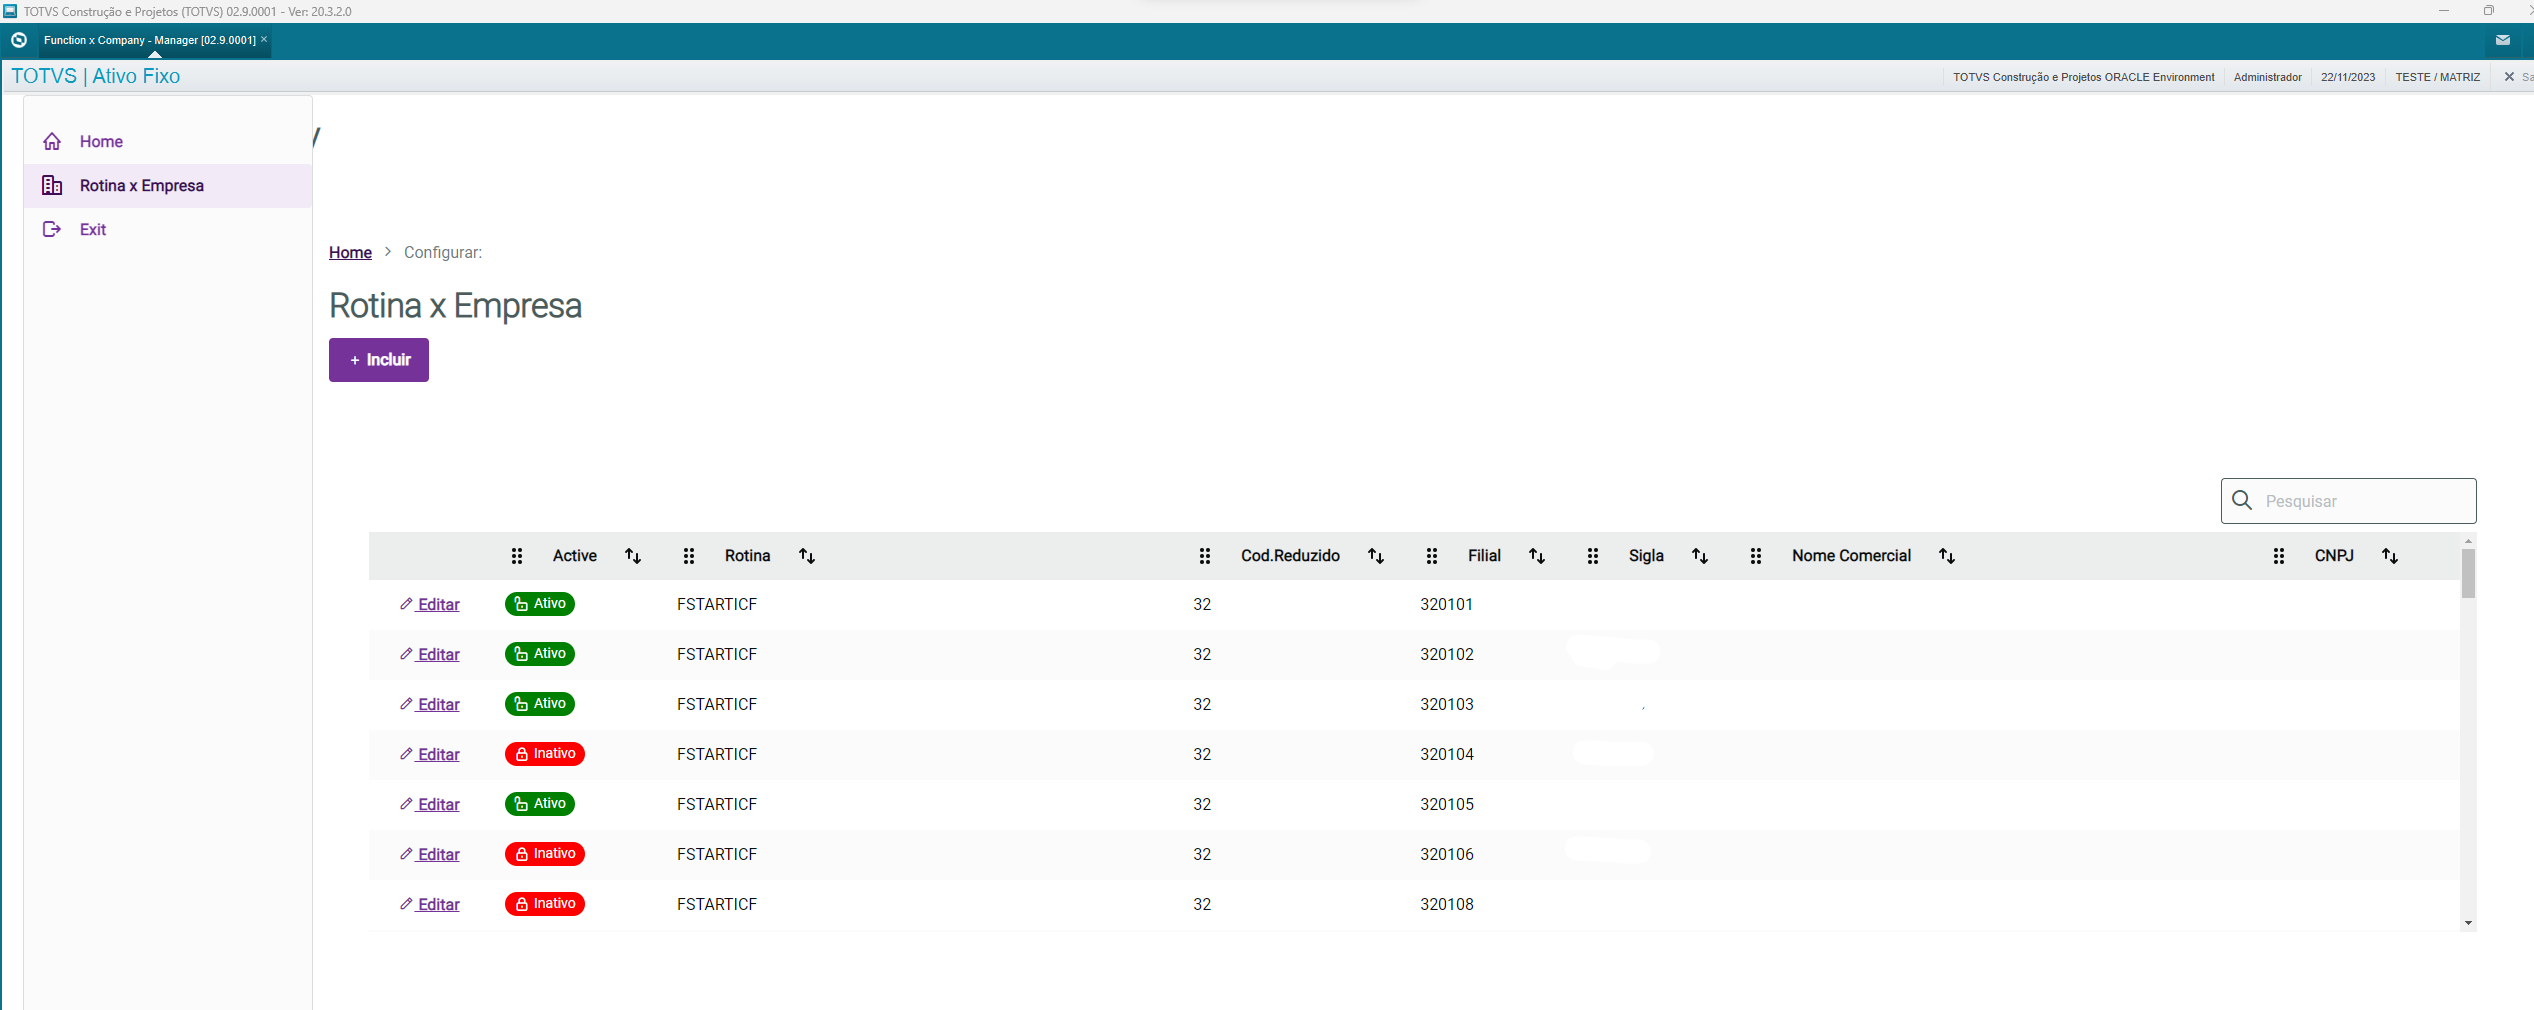 TOTVS Construção e Projetos (TOTVS) 02.9.0001 - Ver: 20.3.2.0
Function x Company - Manager [02.9.0001]
TOTVS | Ativo Fixo
TOTVS Construção e Projetos ORACLE Environment Administrador 22/11/2023 TESTE / MATRIZ
Home
Rotina x Empresa
Exit
Home > Configurar:
Rotina x Empresa
+ Incluir
Pesquisar
Active Rotina Cod.Reduzido Filial Sigla Nome Comercial CNPJ
Editar Ativo FSTARTICF 32 320101
Editar Ativo FSTARTICF 32 320102
Editar Ativo FSTARTICF 32 320103
Editar Inativo FSTARTICF 32 320104
Editar Ativo FSTARTICF 32 320105
Editar Inativo FSTARTICF 32 320106
Editar Inativo FSTARTICF 32 320108